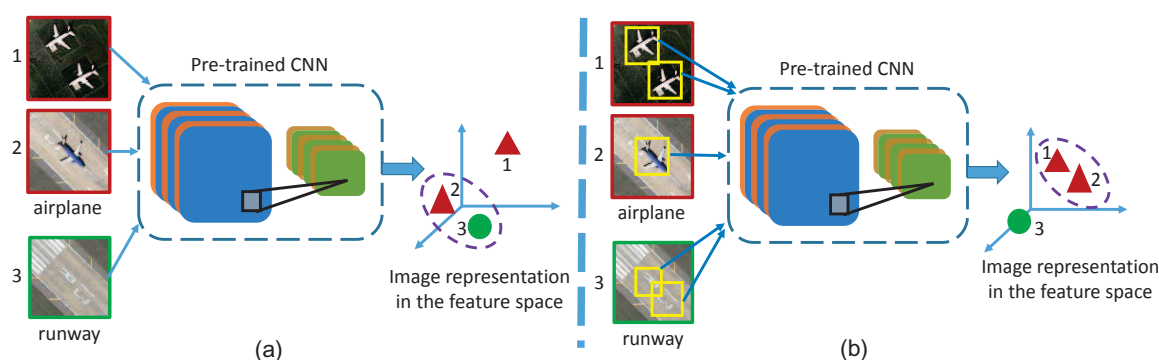 1
Pre-trained CNN
2
airplane
3
runway
1
2
3
Image representation
in the feature space
(a)
1
Pre-trained CNN
2
airplane
3
runway
1
2
3
Image representation
in the feature space
(b)